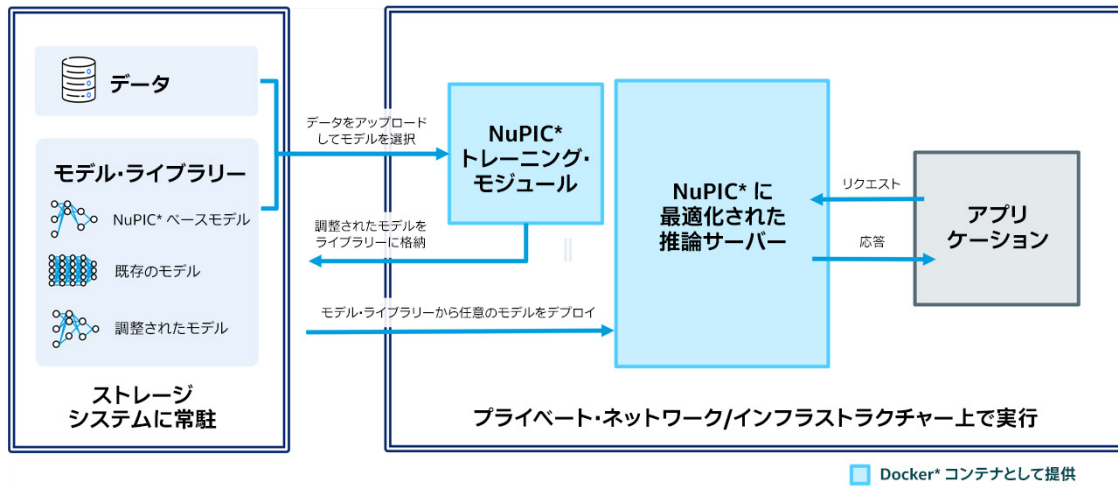 データ
モデル・ライブラリー
NuPIC* ベースモデル
既存のモデル
調整されたモデル
ストレージ
システムに常駐
データをアップロード
してモデルを選択
調整されたモデルを
ライブラリーに格納
モデル・ライブラリーから任意のモデルをデプロイ
NuPIC*
トレーニング・
モジュール
NuPIC* に
最適化された
推論サーバー
リクエスト
応答
アプリ
ケーション
プライベート・ネットワーク/インフラストラクチャー上で実行
Docker* コンテナとして提供